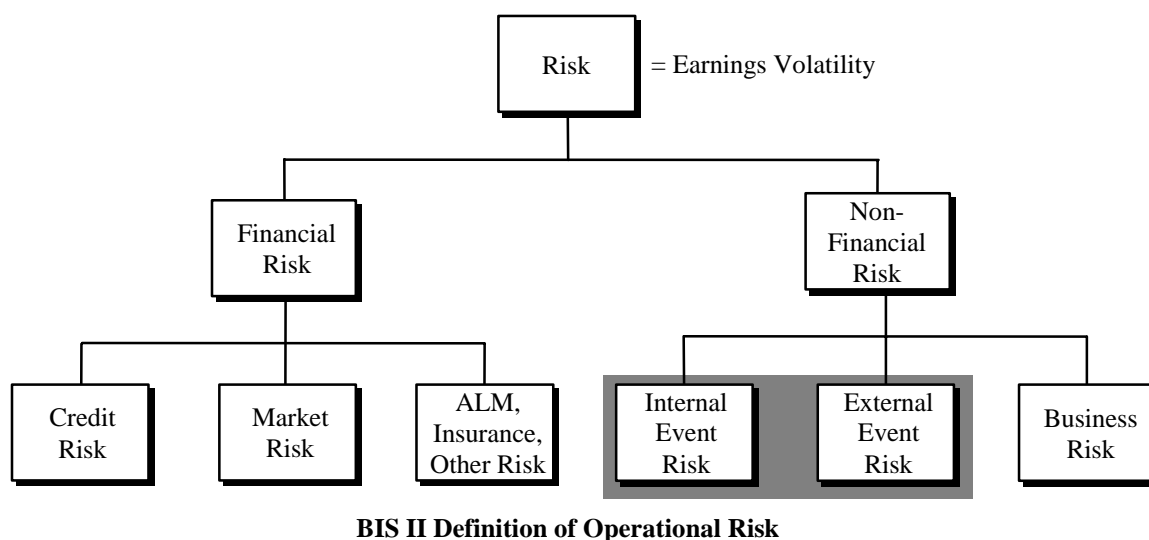 Risk
= Earnings Volatility
Financial
Risk
Non-
Financial
Risk
Credit
Risk
Market
Risk
ALM,
Insurance,
Other Risk
Internal
Event
Risk
External
Event
Risk
Business
Risk
BIS II Definition of Operational Risk